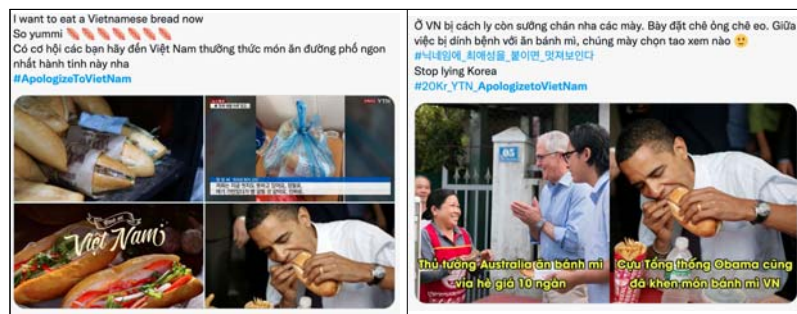 I want to eat a Vietnamese bread now
So yummi 🥖🥖🥖🥖🥖🥖🥖
Có cơ hội các bạn hãy đến Việt Nam thưởng thức món ăn đường phố ngon
nhất hành tinh này nha
#ApologizeToVietNam
YTN
Việt Nam
Ở VN bị cách ly còn sướng chán nha các mày. Bày đặt chê ỏng chê eo. Giữa
việc bị dính bệnh với ăn bánh mì, chúng mày chọn tao xem nào 🙂
#닉네임에_최애성을_붙이면_멋져보인다
Stop lying Korea
#20Kr_YTN_ApologizetoVietNam
05
Thủ tướng Australia ăn bánh mì
vỉa hè giá 10 ngàn
Cựu Tổng thống Obama cũng
đã khen món bánh mì VN